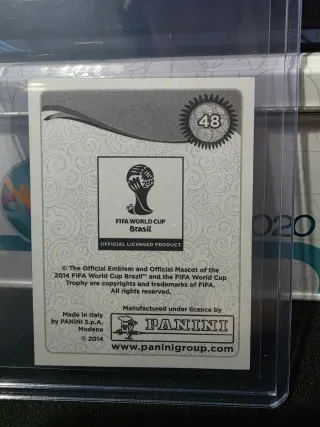 48
FIFA WORLD CUP
Brasil
OFFICIAL LICENSED PRODUCT
© The Official Emblem and Official Mascot of the
2014 FIFA World Cup Brazil™ and the FIFA World Cup
Trophy are copyrights and trademarks of FIFA.
All rights reserved.
Manufactured under licence by
Made in Italy
by PANINI S.p.A.
Modena
© 2014
PANINI
www.paninigroup.com
020